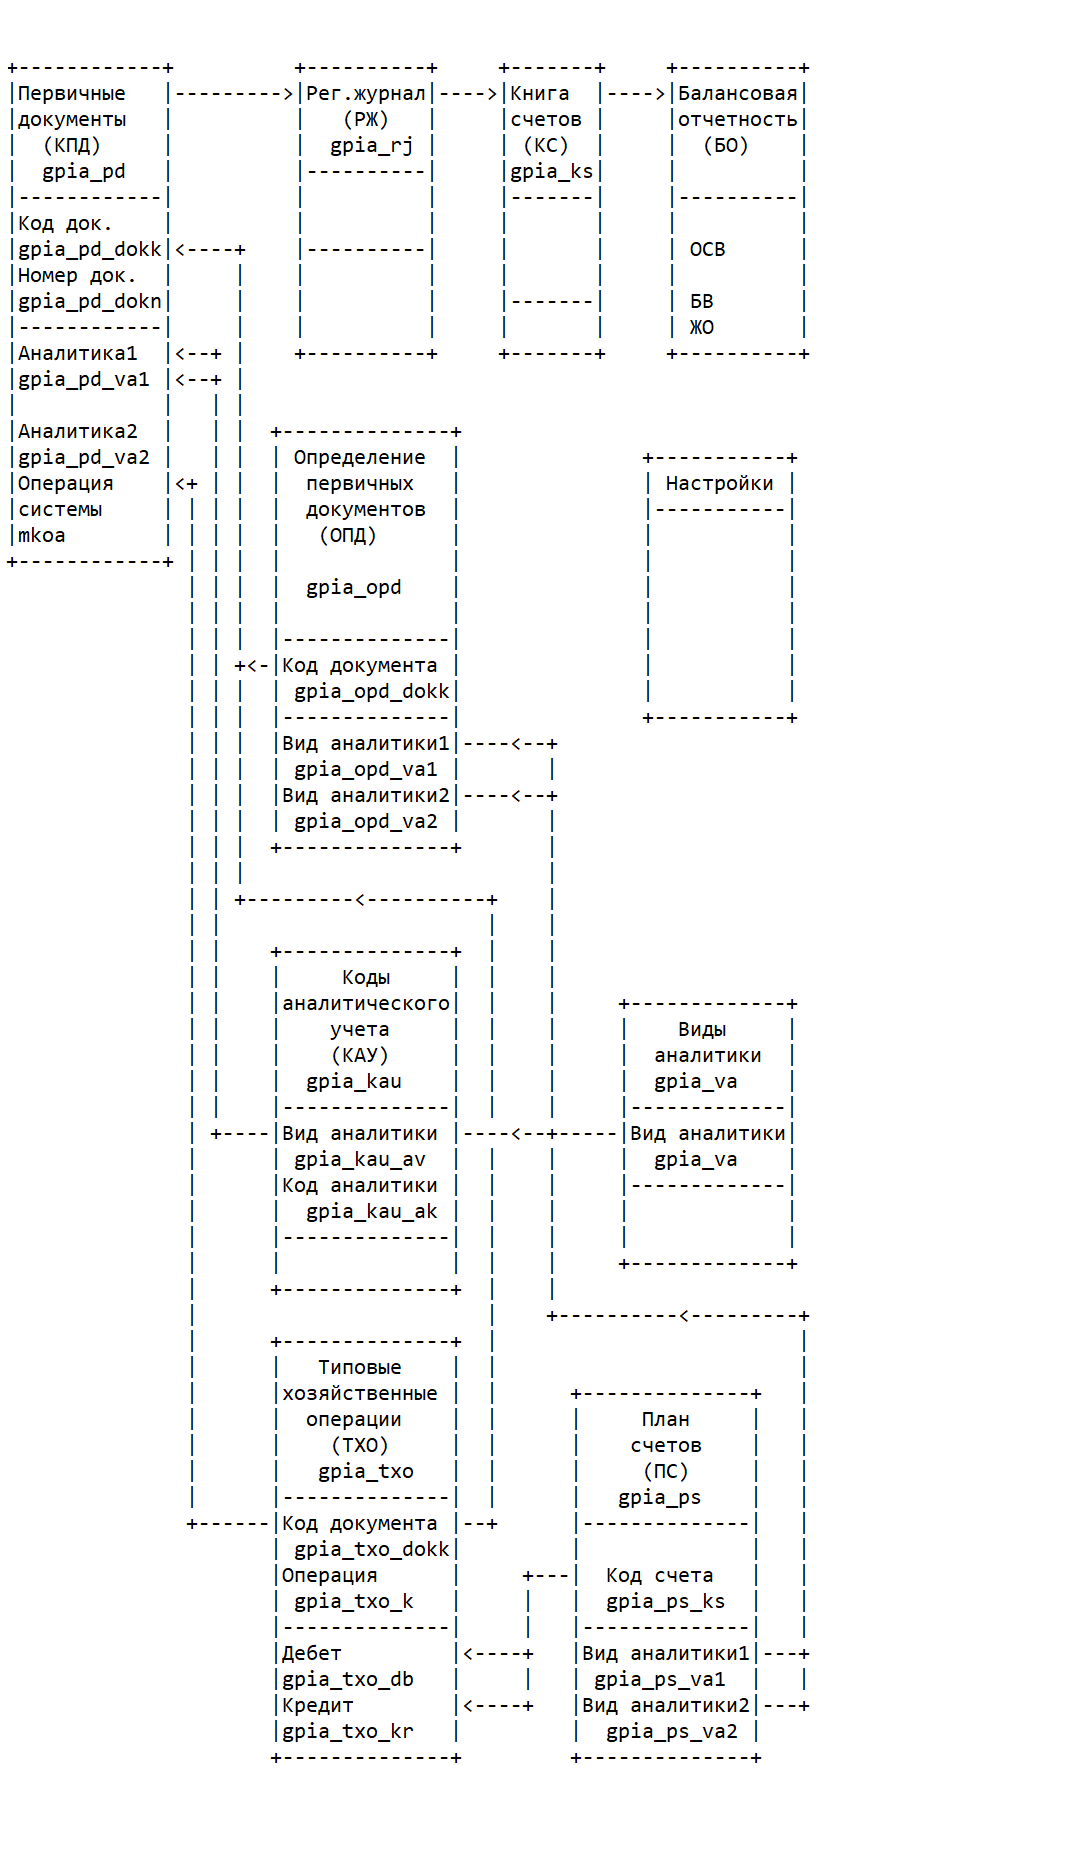 +------------+          +----------+     +-------+     +----------+
|Первичные   |--------->|Рег.журнал|---->|Книга  |---->|Балансовая|
|документы   |          |   (РЖ)   |     |счетов |     |отчетность|
|  (КПД)     |          |  gpia_rj |     | (КС)  |     |  (БО)    |
|  gpia_pd   |          |----------|     |gpia_ks|     |          |
|------------|          |          |     |-------|     |----------|
|Код док.    |          |          |     |       |     |          |
|gpia_pd_dokk|<----+    |----------|     |       |     | ОСВ      |
|Номер док.  |     |    |          |     |       |     |          |
|gpia_pd_dokn|     |    |          |     |-------|     | БВ       |
|------------|     |    |          |     |       |     | ЖО       |
|Аналитика1  |<--+ |    +----------+     +-------+     +----------+
|gpia_pd_va1 |<--+ |
|            |   | |
|Аналитика2  |   | |  +--------------+
|gpia_pd_va2 |   | |  | Определение  |               +-----------+
|Операция    |<+ | |  |  первичных   |               | Настройки |
|системы     | | | |  |  документов  |               |-----------|
|mkoa        | | | |  |   (ОПД)      |               |           |
+------------+ | | |  |              |               |           |
               | | |  |  gpia_opd    |               |           |
               | | |  |              |               |           |
               | | |  |--------------|               |           |
               | | +<-|Код документа |               |           |
               | | |  | gpia_opd_dokk|               |           |
               | | |  |--------------|               +-----------+
               | | |  |Вид аналитики1|----<--+
               | | |  | gpia_opd_va1 |       |
               | | |  |Вид аналитики2|----<--+
               | | |  | gpia_opd_va2 |       |
               | | |  +--------------+       |
               | | |                         |
               | | +---------<----------+    |
               | |                      |    |
               | |    +--------------+  |    |
               | |    |     Коды     |  |    |
               | |    |аналитического|  |    |     +-------------+
               | |    |    учета     |  |    |     |    Виды     |
               | |    |    (КАУ)     |  |    |     |  аналитики  |
               | |    |  gpia_kau    |  |    |     |  gpia_va    |
               | |    |--------------|  |    |     |-------------|
               | +----|Вид аналитики |----<--+-----|Вид аналитики|
               |      | gpia_kau_av  |  |    |     |  gpia_va    |
               |      |Код аналитики |  |    |     |-------------|
               |      |  gpia_kau_ak |  |    |     |             |
               |      |--------------|  |    |     |             |
               |      |              |  |    |     +-------------+
               |      +--------------+  |    |
               |                        |    +----------<---------+
               |      +--------------+  |                         |
               |      |   Типовые    |  |                         |
               |      |хозяйственные |  |      +--------------+   |
               |      |  операции    |  |      |     План     |   |
               |      |    (ТХО)     |  |      |    счетов    |   |
               |      |   gpia_txo   |  |      |     (ПС)     |   |
               |      |--------------|  |      |   gpia_ps    |   |
               +------|Код документа |--+      |--------------|   |
                      | gpia_txo_dokk|         |              |   |
                      |Операция      |     +---|  Код счета   |   |
                      | gpia_txo_k   |     |   |  gpia_ps_ks  |   |
                      |--------------|     |   |--------------|   |
                      |Дебет         |<----+   |Вид аналитики1|---+
                      |gpia_txo_db   |     |   | gpia_ps_va1  |   |
                      |Кредит        |<----+   |Вид аналитики2|---+
                      |gpia_txo_kr   |         |  gpia_ps_va2 |
                      +--------------+         +--------------+